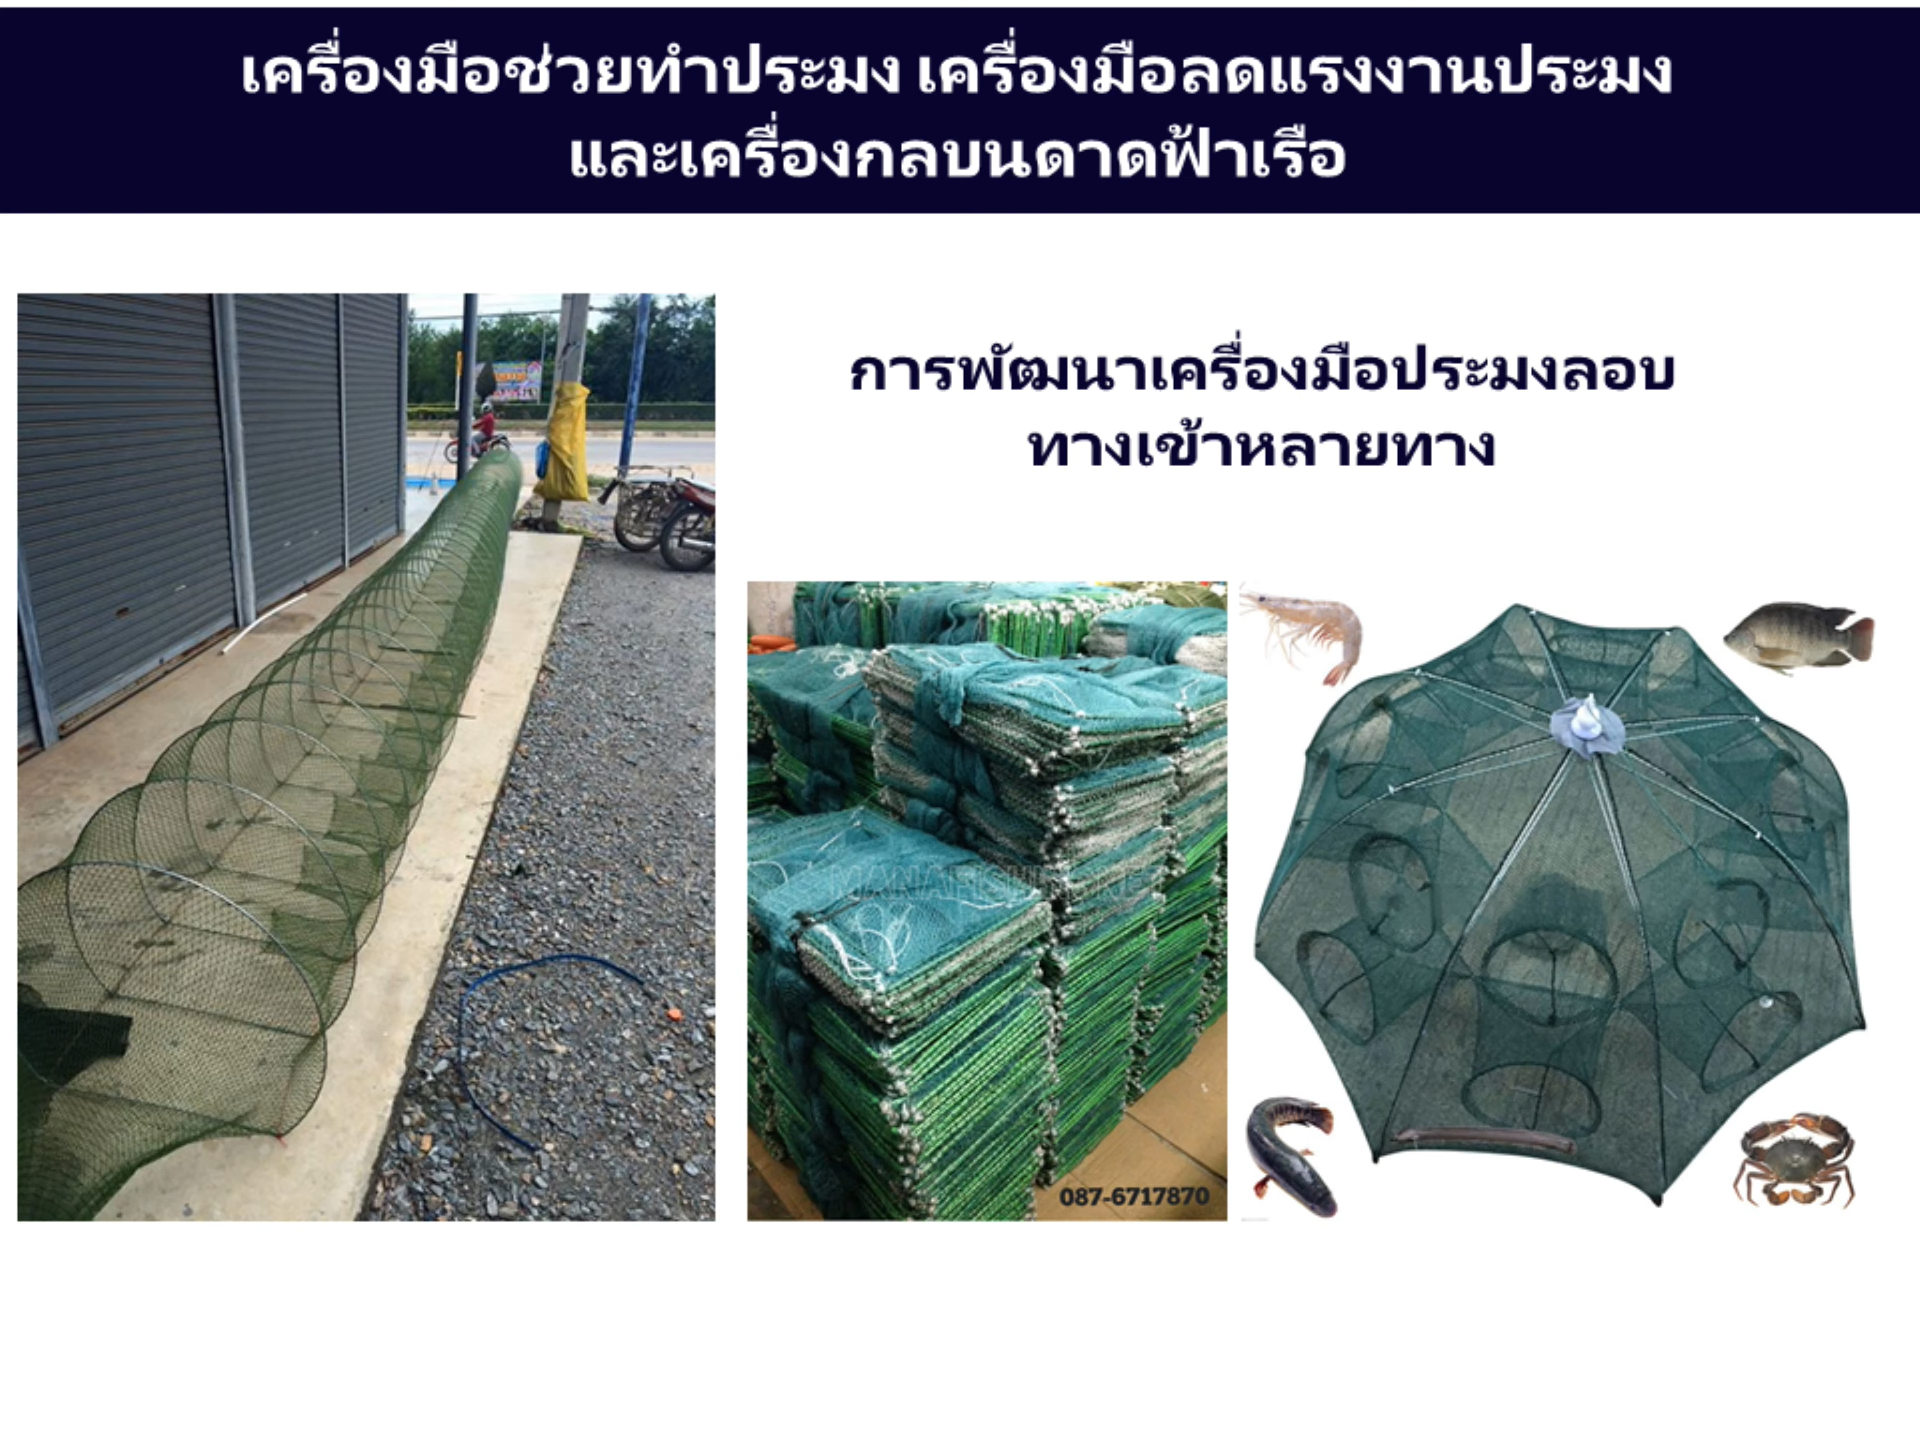 เครื่องมือช่วยทำประมง เครื่องมือลดแรงงานประมง
และเครื่องกลบนดาดฟ้าเรือ
การพัฒนาเครื่องมือประมงลอบ
ทางเข้าหลายทาง
087-6717870